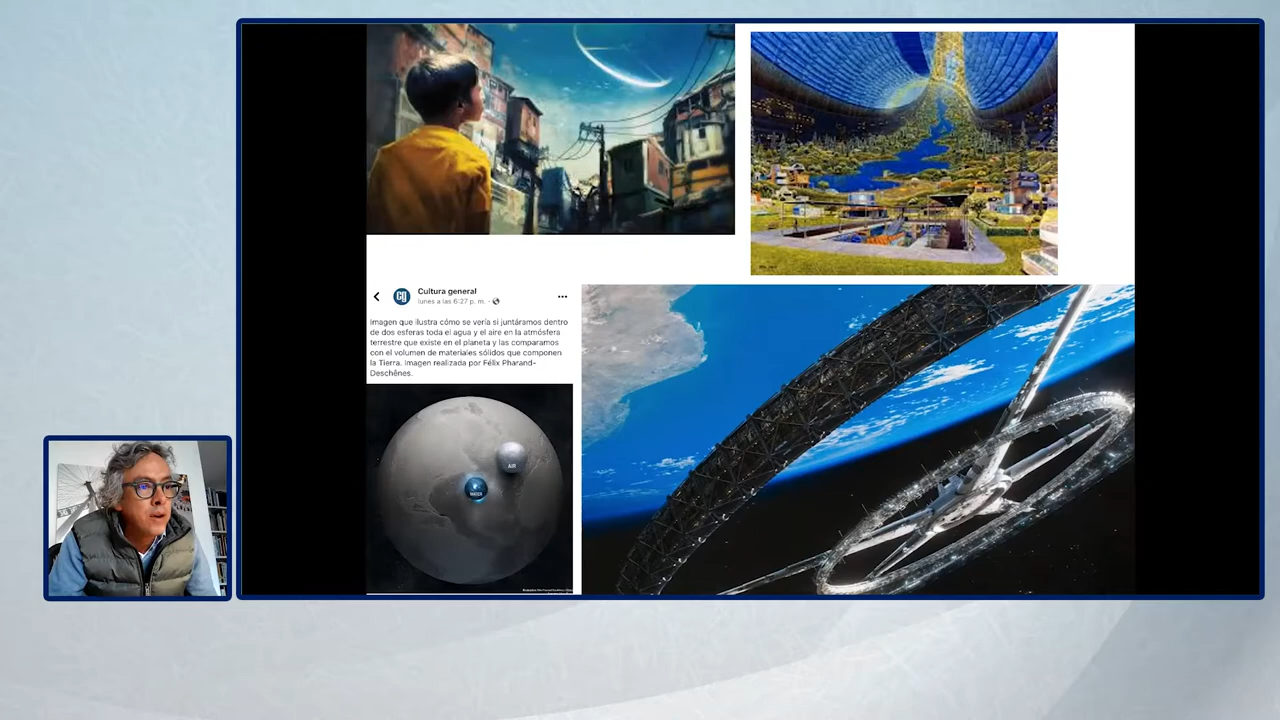 Cultura general
lunes a las 6:27 p. m. ·
Imagen que ilustra cómo se vería si juntáramos dentro
de dos esferas toda el agua y el aire en la atmósfera
terrestre que existe en el planeta y las comparamos
con el volumen de materiales sólidos que componen
la Tierra. Imagen realizada por Félix Pharand-
Deschênes.
AIR
WATER